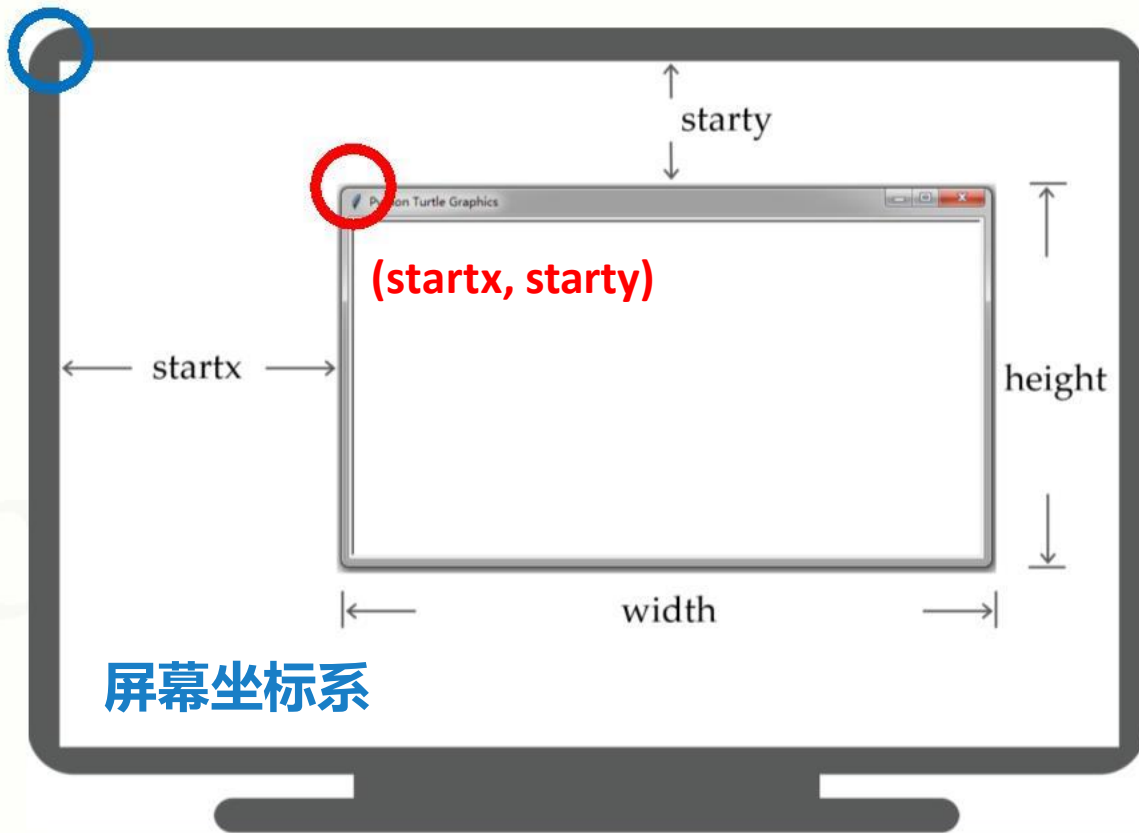 starty
Python Turtle Graphics
(startx, starty)
startx
height
width
屏幕坐标系